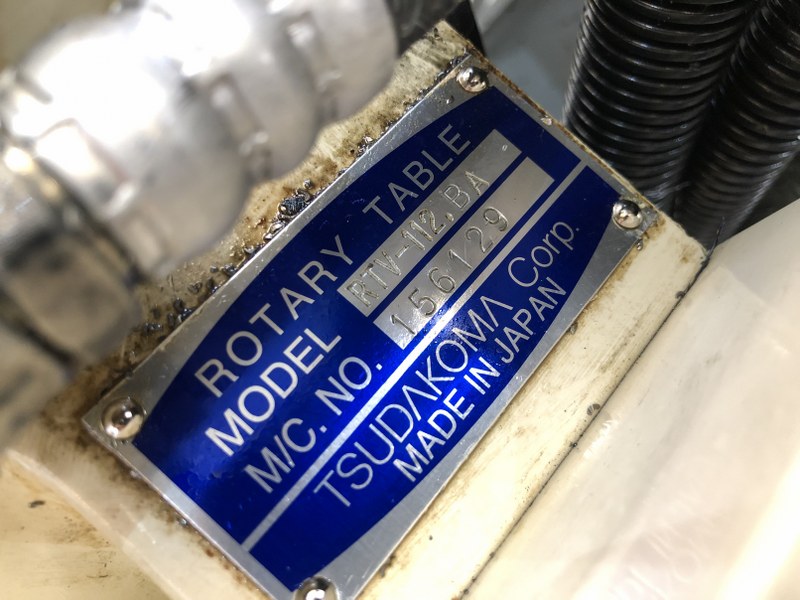 ROTARY TABLE
MODEL RTV-112.BA
M/C. NO. 156129
TSUDAKOMA Corp.
MADE IN JAPAN